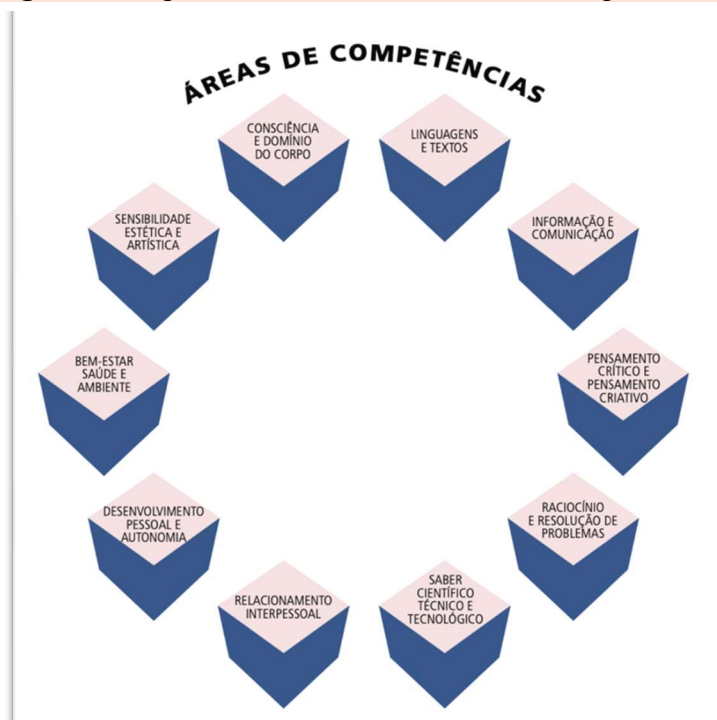 ÁREAS DE COMPETÊNCIAS
CONSCIÊNCIA
E DOMÍNIO
DO CORPO
LINGUAGENS
E TEXTOS
SENSIBILIDADE
ESTÉTICA E
ARTÍSTICA
INFORMAÇÃO E
COMUNICAÇÃO
BEM-ESTAR
SAÚDE E
AMBIENTE
PENSAMENTO
CRÍTICO E
PENSAMENTO
CRIATIVO
DESENVOLVIMENTO
PESSOAL E
AUTONOMIA
RACIOCÍNIO
E RESOLUÇÃO DE
PROBLEMAS
RELACIONAMENTO
INTERPESSOAL
SABER
CIENTÍFICO
TÉCNICO E
TECNOLÓGICO